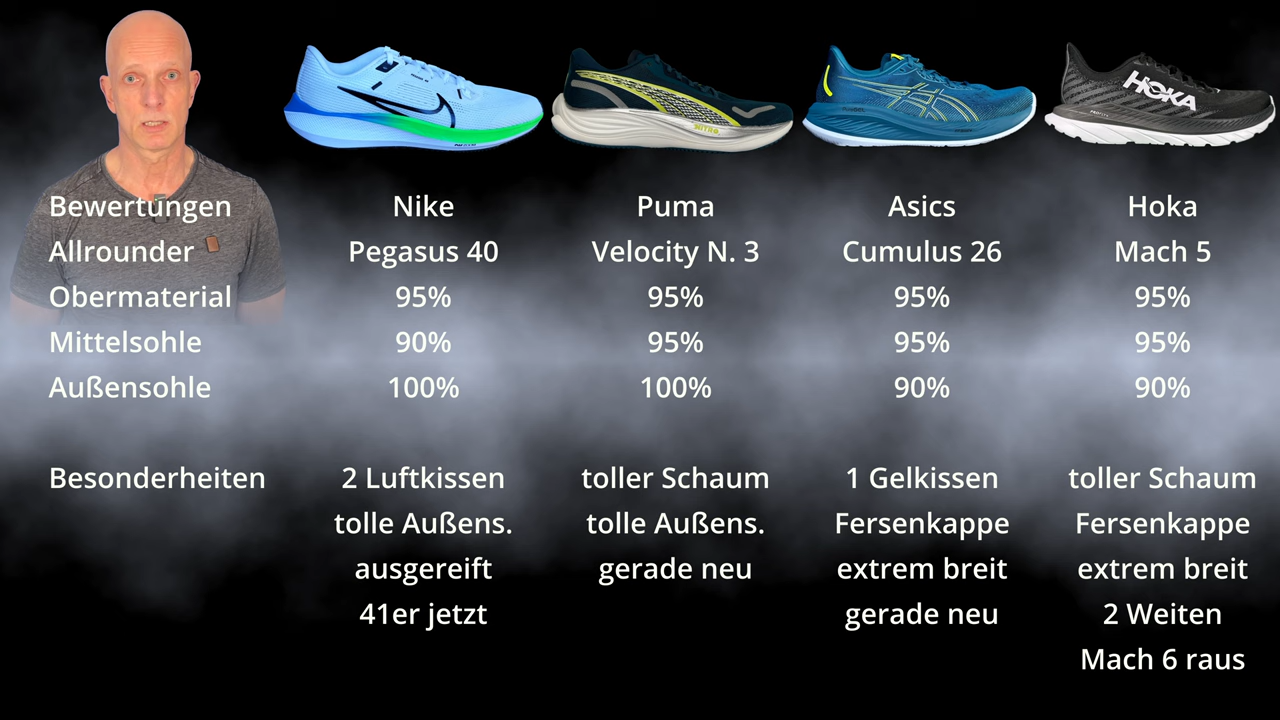 HOKA
NITRO
Bewertungen Nike Puma Asics Hoka
Allrounder Pegasus 40 Velocity N. 3 Cumulus 26 Mach 5
Obermaterial 95% 95% 95% 95%
Mittelsohle 90% 95% 95% 95%
Außensohle 100% 100% 90% 90%
Besonderheiten 2 Luftkissen toller Schaum 1 Gelkissen toller Schaum
tolle Außens. tolle Außens. Fersenkappe Fersenkappe
ausgereift gerade neu extrem breit extrem breit
41er jetzt gerade neu 2 Weiten
Mach 6 raus